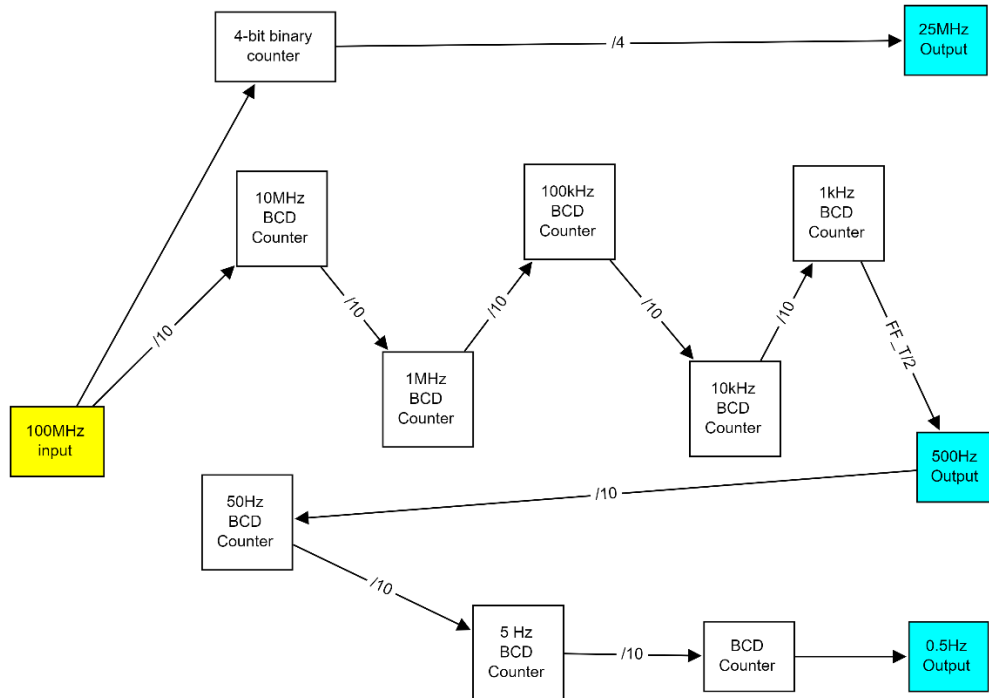 4-bit binary
counter
/4
25MHz
Output
10MHz
BCD
Counter
100kHz
BCD
Counter
1kHz
BCD
Counter
/10
/10
/10
/10
/10
FF_T/2
1MHz
BCD
Counter
10kHz
BCD
Counter
100MHz
input
500Hz
Output
/10
50Hz
BCD
Counter
/10
5 Hz
BCD
Counter
/10
BCD
Counter
0.5Hz
Output